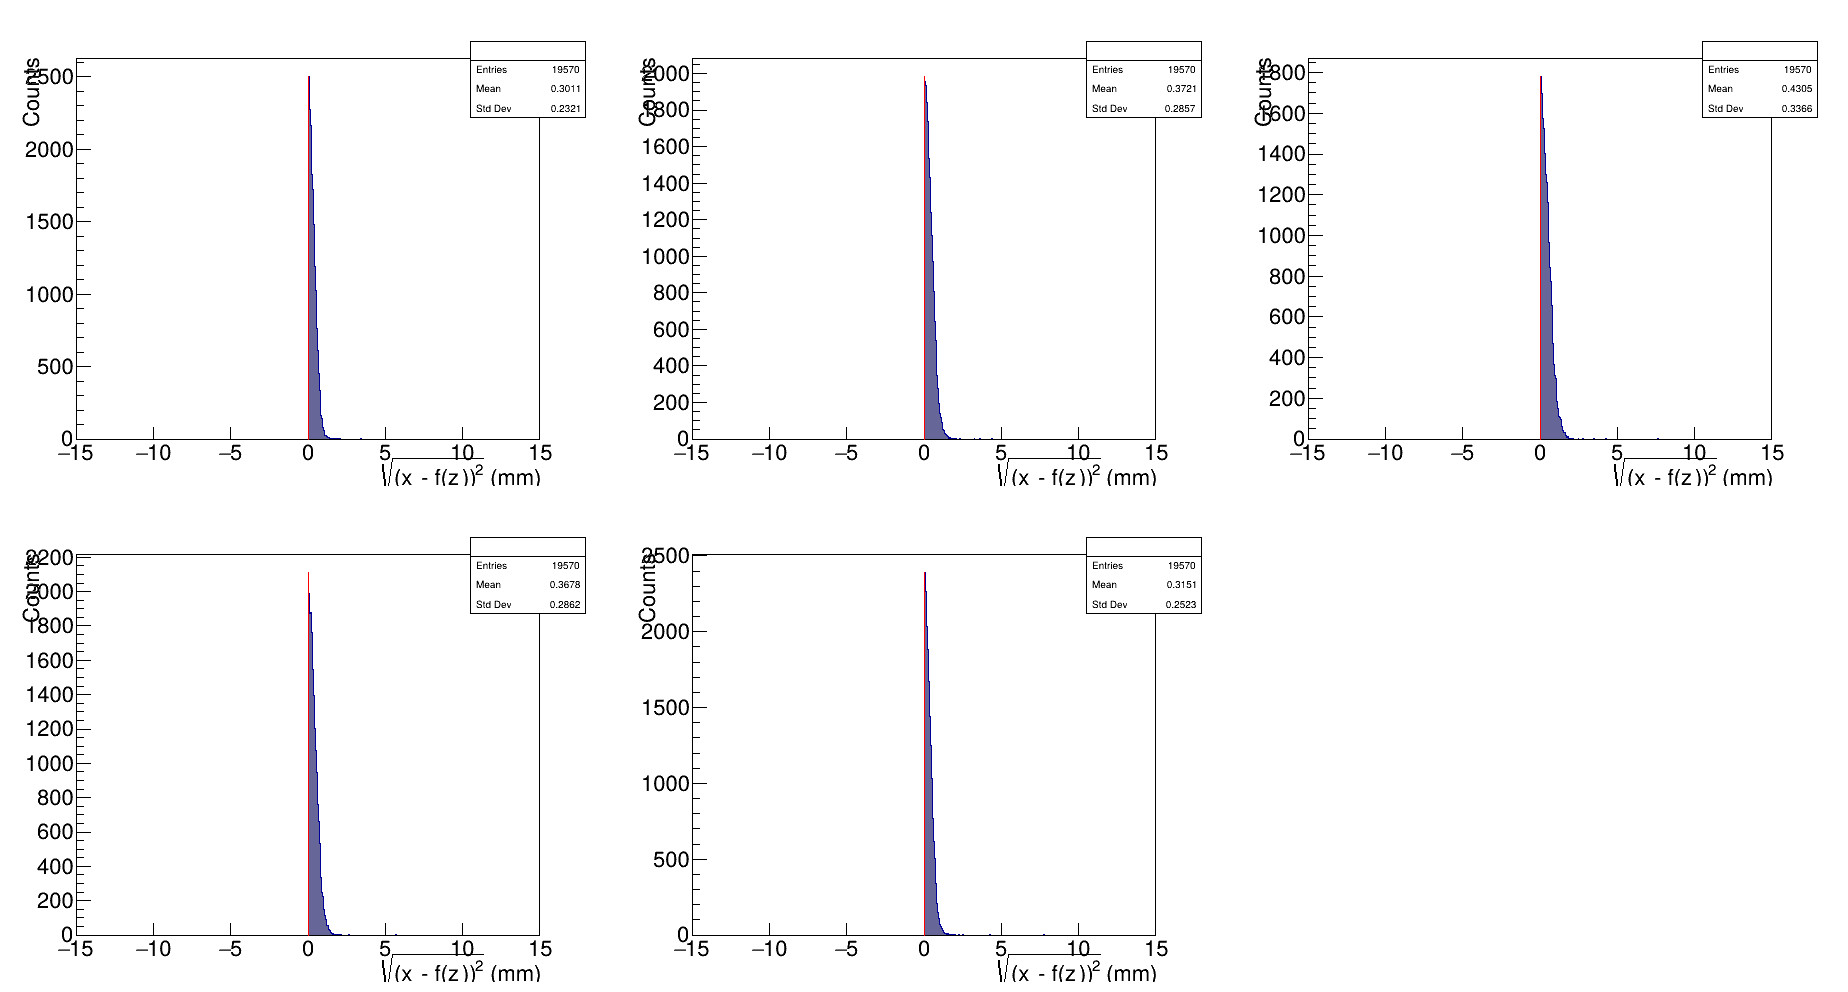 Counts
2500
2000
1500
1000
500
0
−15 −10 −5 0 5 10 15
√(x - f(z))² (mm)
Entries 19570
Mean 0.3011
Std Dev 0.2321
Counts
2000
1800
1600
1400
1200
1000
800
600
400
200
0
−15 −10 −5 0 5 10 15
√(x - f(z))² (mm)
Entries 19570
Mean 0.3721
Std Dev 0.2857
Counts
1800
1600
1400
1200
1000
800
600
400
200
0
−15 −10 −5 0 5 10 15
√(x - f(z))² (mm)
Entries 19570
Mean 0.4305
Std Dev 0.3366
Counts
2200
2000
1800
1600
1400
1200
1000
800
600
400
200
0
−15 −10 −5 0 5 10 15
√(x - f(z))² (mm)
Entries 19570
Mean 0.3678
Std Dev 0.2862
Counts
2500
2000
1500
1000
500
0
−15 −10 −5 0 5 10 15
√(x - f(z))² (mm)
Entries 19570
Mean 0.3151
Std Dev 0.2523